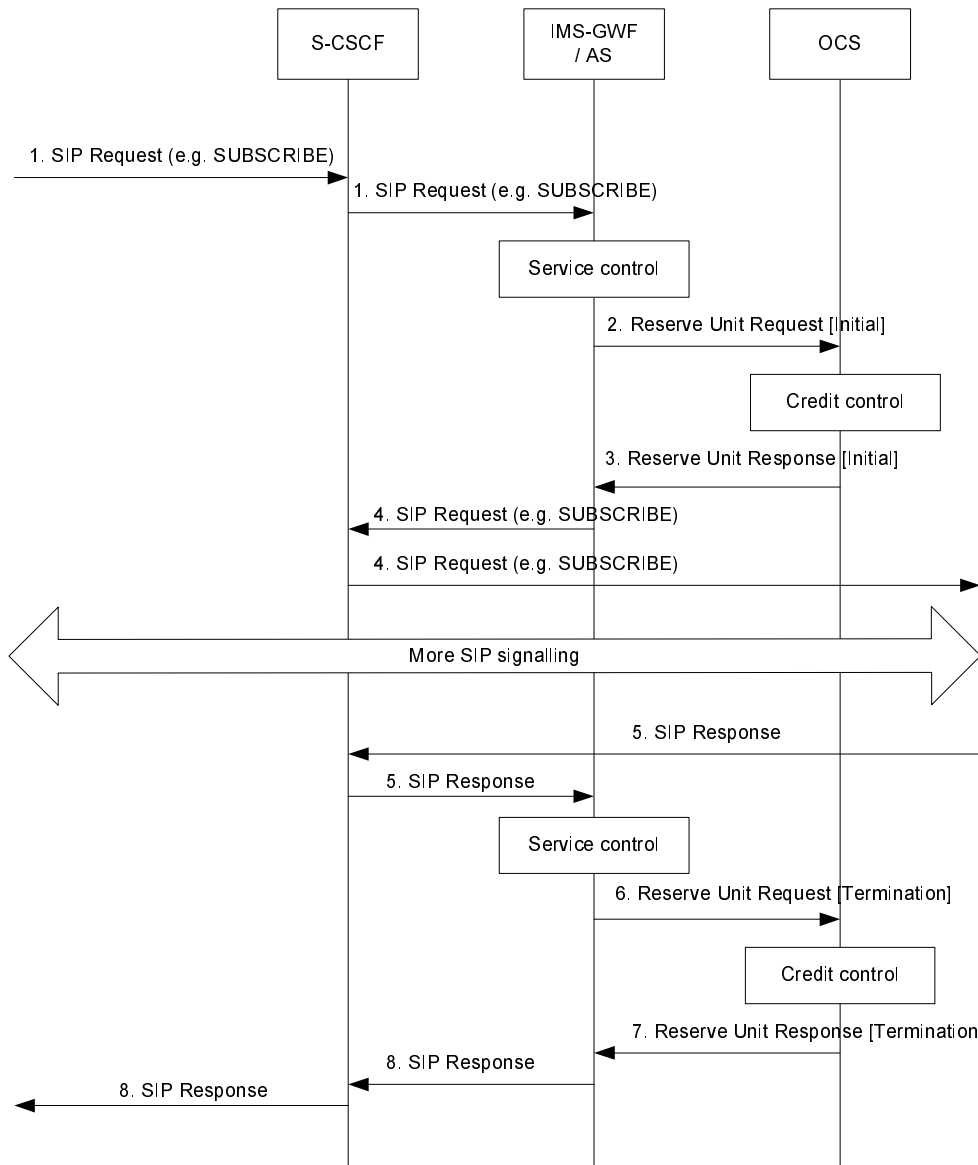 S-CSCF
IMS-GWF
/ AS
OCS
1. SIP Request (e.g. SUBSCRIBE)
1. SIP Request (e.g. SUBSCRIBE)
Service control
2. Reserve Unit Request [Initial]
Credit control
3. Reserve Unit Response [Initial]
4. SIP Request (e.g. SUBSCRIBE)
4. SIP Request (e.g. SUBSCRIBE)
More SIP signalling
5. SIP Response
5. SIP Response
Service control
6. Reserve Unit Request [Termination]
Credit control
7. Reserve Unit Response [Termination
8. SIP Response
8. SIP Response